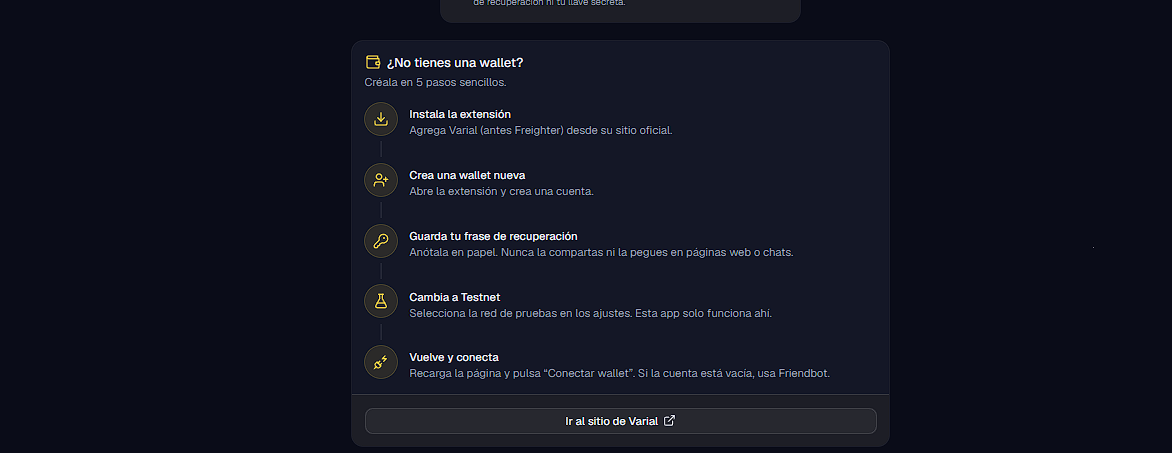 de recuperación ni tu llave secreta.
¿No tienes una wallet?
Créala en 5 pasos sencillos.
Instala la extensión
Agrega Varial (antes Freighter) desde su sitio oficial.
Crea una wallet nueva
Abre la extensión y crea una cuenta.
Guarda tu frase de recuperación
Anótala en papel. Nunca la compartas ni la pegues en páginas web o chats.
Cambia a Testnet
Selecciona la red de pruebas en los ajustes. Esta app solo funciona ahí.
Vuelve y conecta
Recarga la página y pulsa “Conectar wallet”. Si la cuenta está vacía, usa Friendbot.
Ir al sitio de Varial